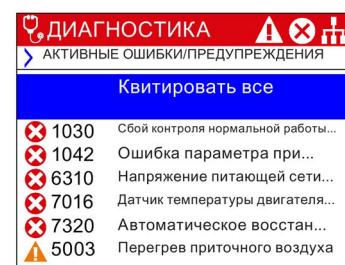 ДИАГНОСТИКА
АКТИВНЫЕ ОШИБКИ/ПРЕДУПРЕЖДЕНИЯ
Квитировать все
1030 Сбой контроля нормальной работы...
1042 Ошибка параметра при...
6310 Напряжение питающей сети...
7016 Датчик температуры двигателя...
7320 Автоматическое восстан...
5003 Перегрев приточного воздуха